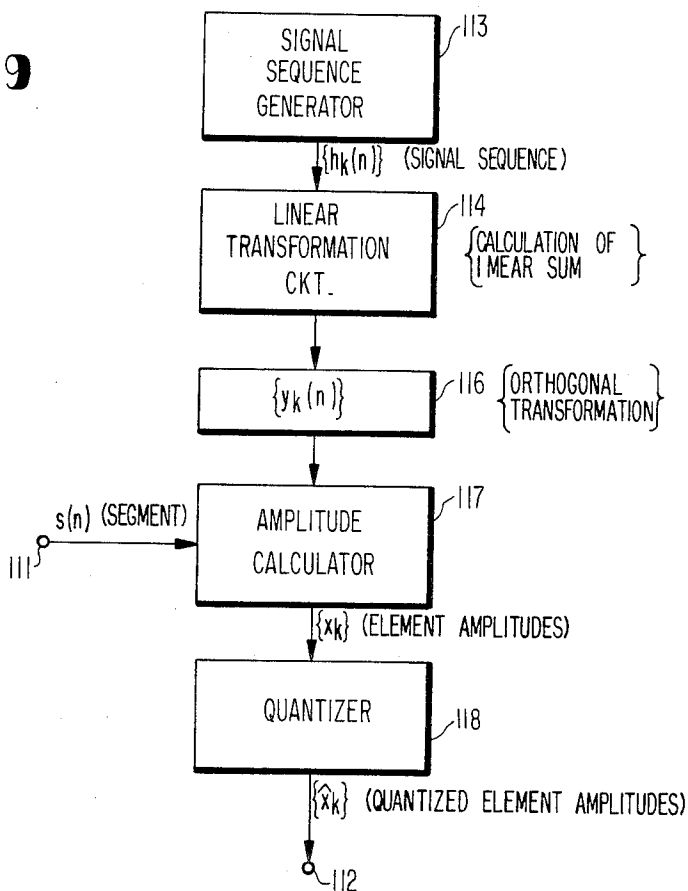 9
SIGNAL
SEQUENCE
GENERATOR
113
{hk(n)} (SIGNAL SEQUENCE)
LINEAR
TRANSFORMATION
CKT.
114
{CALCULATION OF
IMEAR SUM}
{yk(n)}
116
{ORTHOGONAL
TRANSFORMATION}
s(n) (SEGMENT)
111
AMPLITUDE
CALCULATOR
117
{xk} (ELEMENT AMPLITUDES)
QUANTIZER
118
{x̂k} (QUANTIZED ELEMENT AMPLITUDES)
112